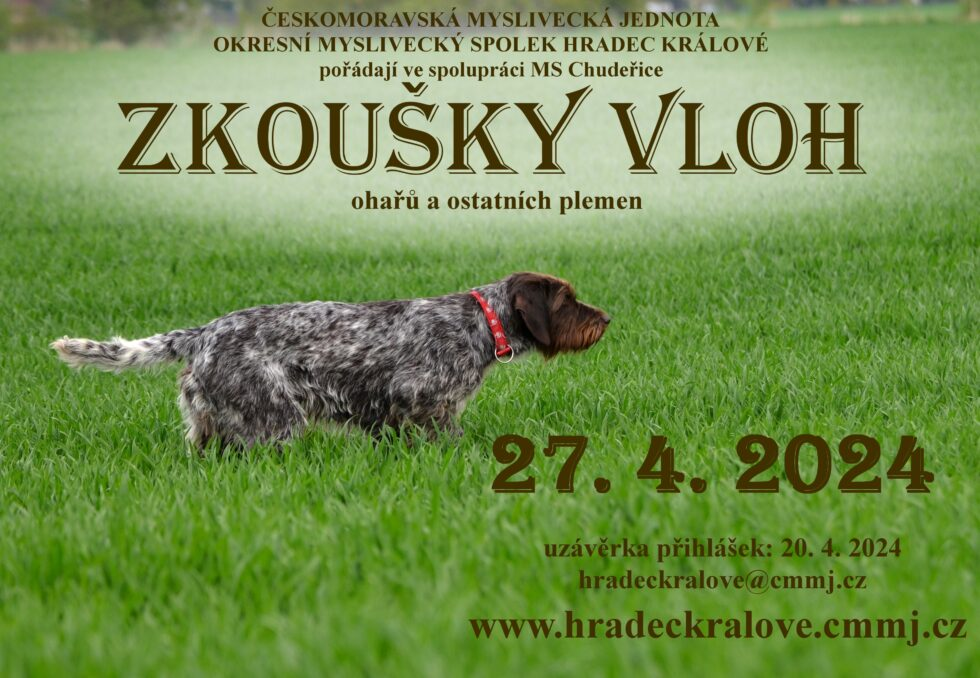 ČESKOMORAVSKÁ MYSLIVECKÁ JEDNOTA
OKRESNÍ MYSLIVECKÝ SPOLEK HRADEC KRÁLOVÉ
pořádají ve spolupráci MS Chudeřice
ZKOUŠKY VLOH
ohařů a ostatních plemen
27. 4. 2024
uzávěrka přihlášek: 20. 4. 2024
hradeckralove@cmmj.cz
www.hradeckralove.cmmj.cz